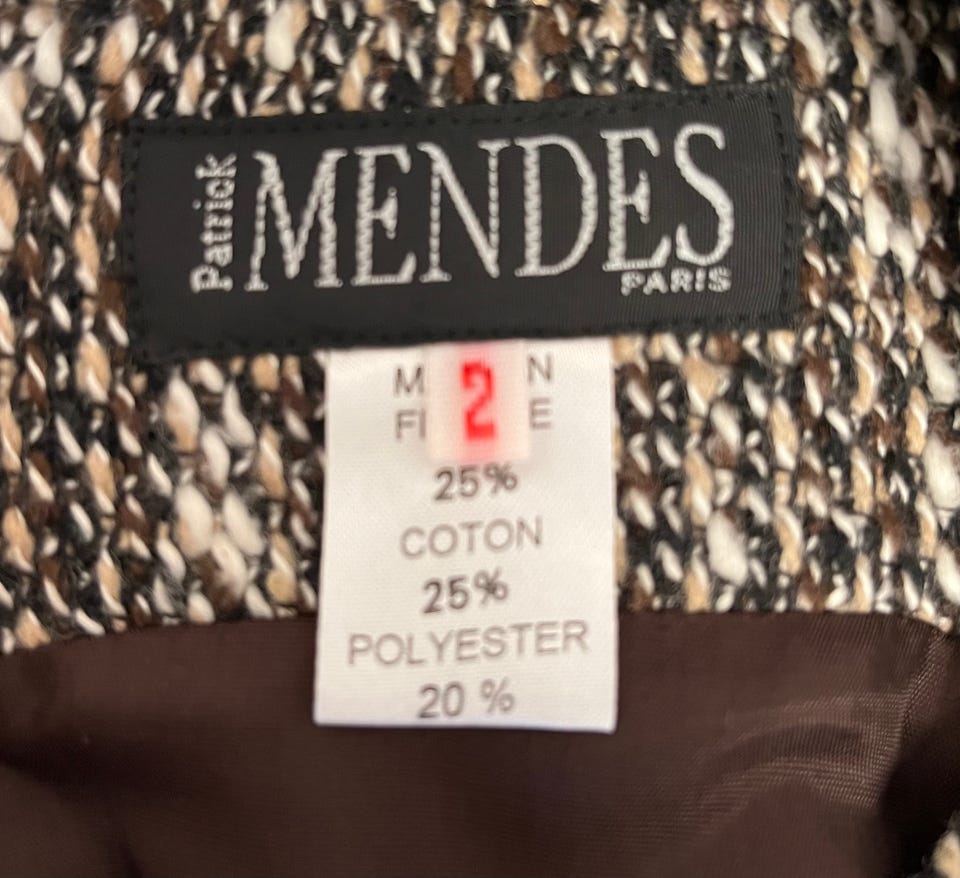 Patrick
MENDES
PARIS
2
25%
COTON
25%
POLYESTER
20 %